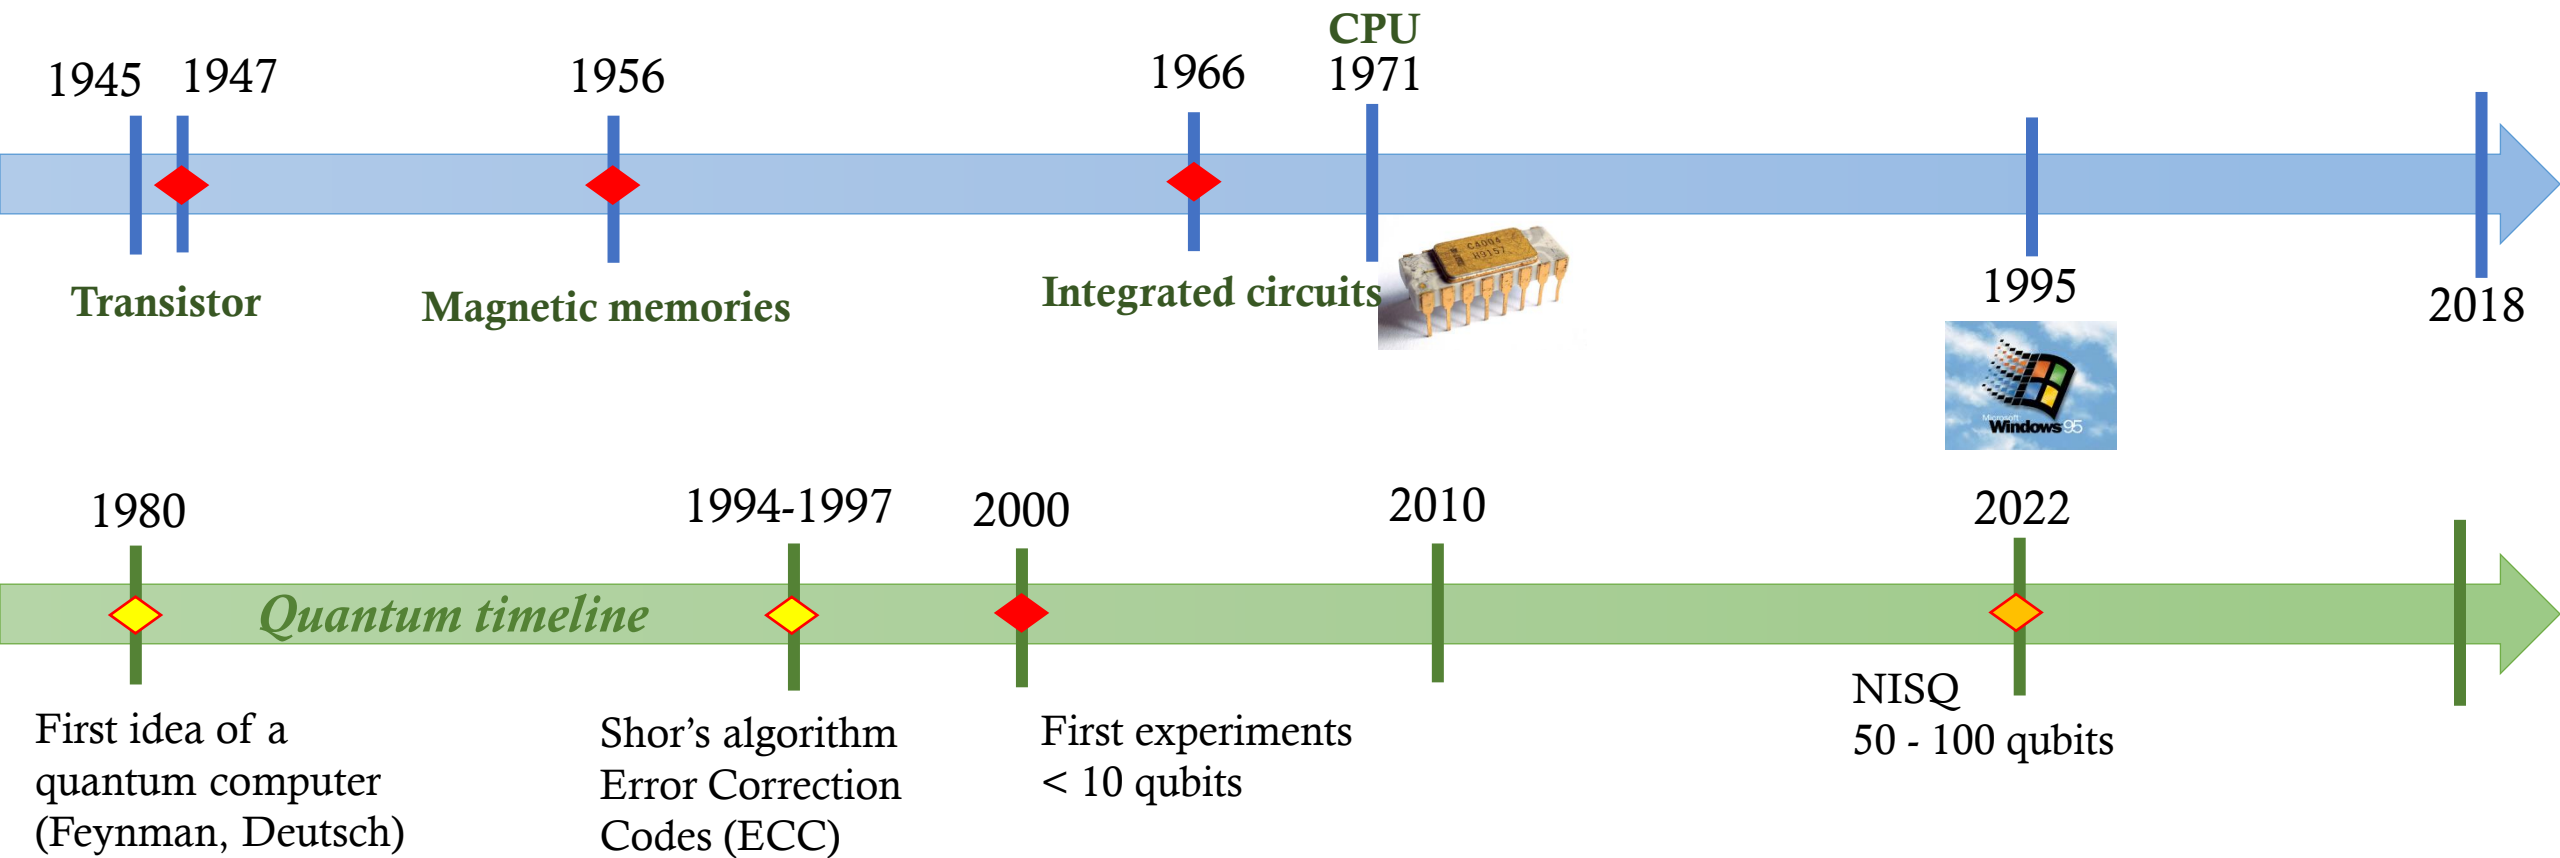 CPU
1945 1947 1956 1966 1971
Transistor
Magnetic memories
Integrated circuits
C4004
1995
2018
Microsoft
Windows 95
1980 1994-1997 2000 2010 2022
Quantum timeline
First idea of a
quantum computer
(Feynman, Deutsch)
Shor’s algorithm
Error Correction
Codes (ECC)
First experiments
< 10 qubits
NISQ
50 - 100 qubits